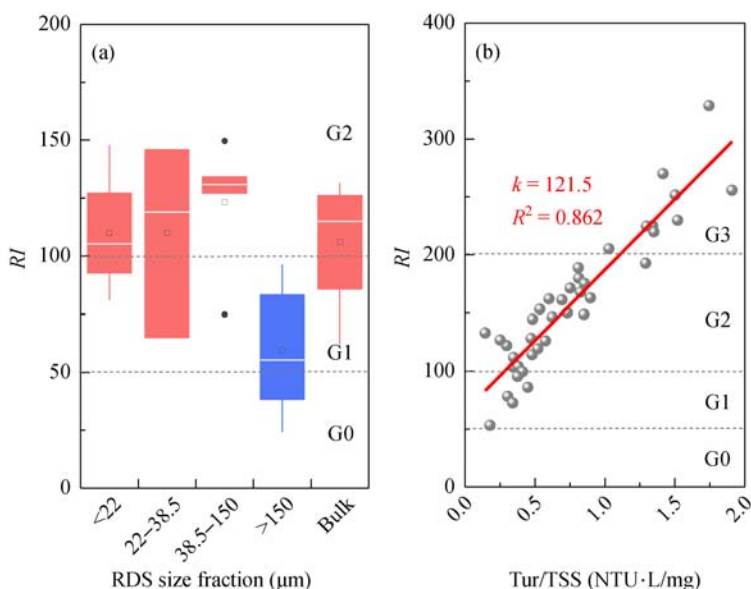 (a)
200
150
100
50
0
RI
G2
G1
G0
<22
22–38.5
38.5–150
>150
Bulk
RDS size fraction (μm)
(b)
400
300
200
100
0
RI
k = 121.5
R² = 0.862
G3
G2
G1
G0
0.0
0.5
1.0
1.5
2.0
Tur/TSS (NTU·L/mg)